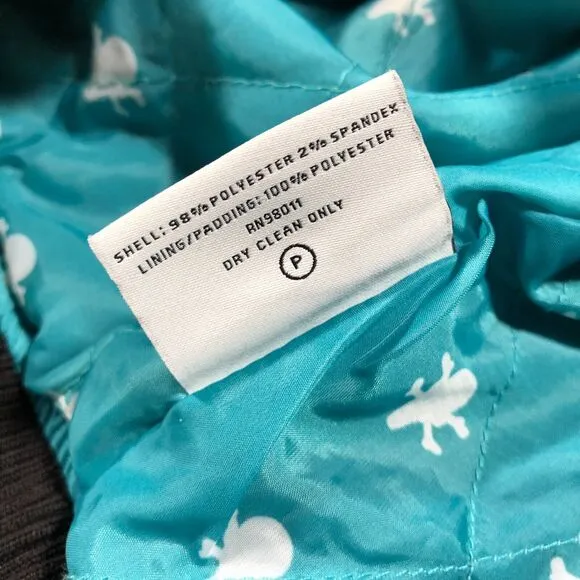 SHELL: 98% POLYESTER 2% SPANDEX
LINING/PADDING: 100% POLYESTER
RN98011
DRY CLEAN ONLY
P